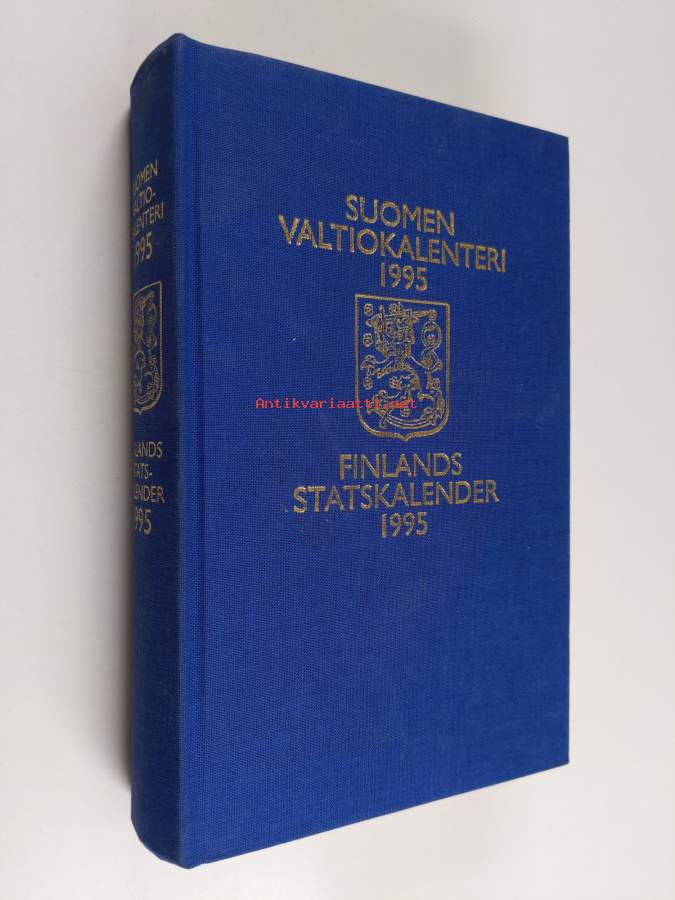 SUOMEN
VALTIOKALENTERI
1995
Antikvariaatti.net
FINLANDS
STATSKALENDER
1995
SUOMEN
VALTIO-
KALENTERI
1995
FINLANDS
STATS-
KALENDER
1995